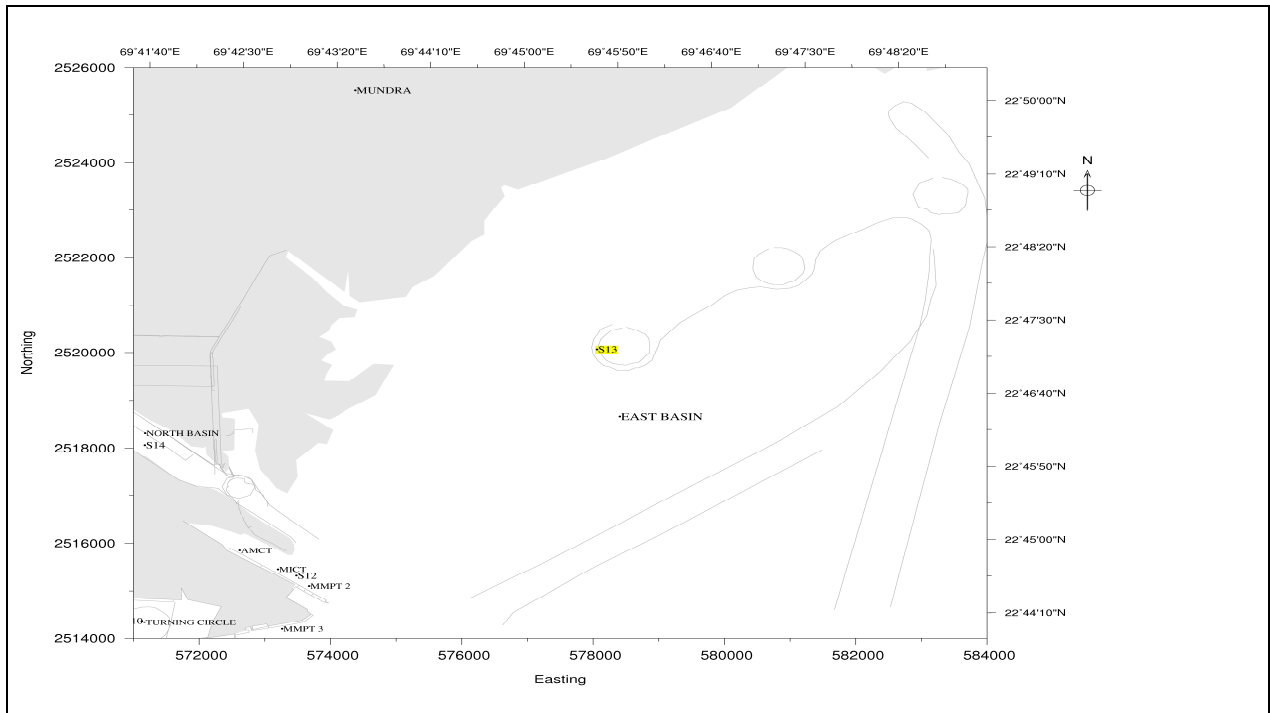 69°41'40"E 69°42'30"E 69°43'20"E 69°44'10"E 69°45'00"E 69°45'50"E 69°46'40"E 69°47'30"E 69°48'20"E
2526000
MUNDRA
22°50'00"N
2524000
N
22°49'10"N
2522000
22°48'20"N
22°47'30"N
Northing
2520000
S13
22°46'40"N
EAST BASIN
NORTH BASIN
2518000
S14
22°45'50"N
2516000
22°45'00"N
AMCT
MICT
S12
MMPT 2
22°44'10"N
10
TURNING CIRCLE
MMPT 3
2514000
572000 574000 576000 578000 580000 582000 584000
Easting